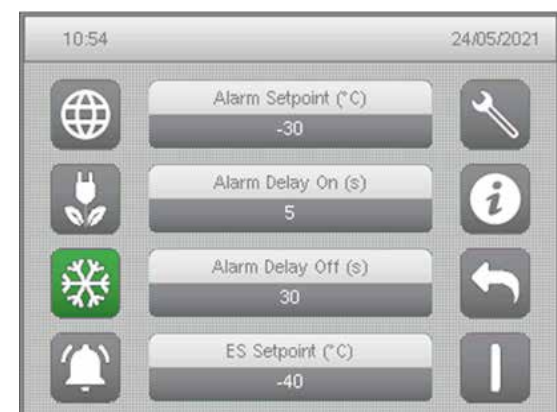 10:54 24/05/2021
Alarm Setpoint (°C)
-30
Alarm Delay On (s)
5
Alarm Delay Off (s)
30
ES Setpoint (°C)
-40